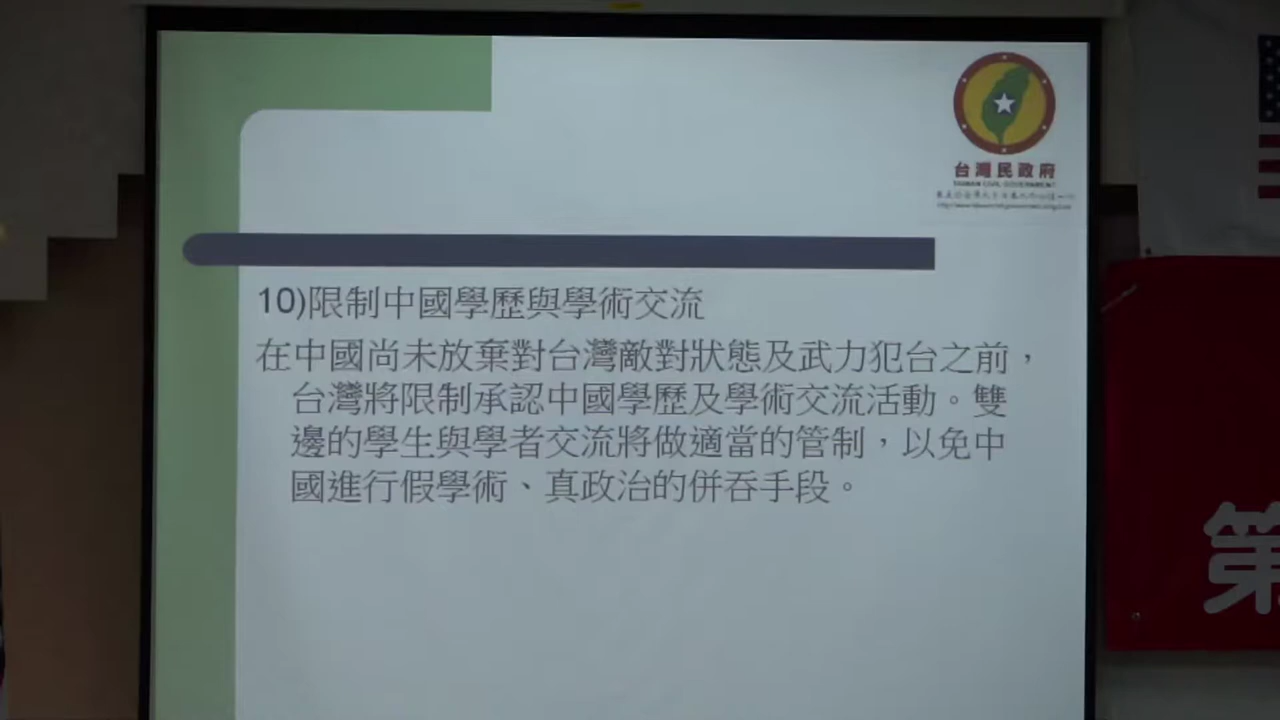 台灣民政府
TAIWAN CIVIL GOVERNMENT
10)限制中國學歷與學術交流
在中國尚未放棄對台灣敵對狀態及武力犯台之前，
台灣將限制承認中國學歷及學術交流活動。雙
邊的學生與學者交流將做適當的管制，以免中
國進行假學術、真政治的併吞手段。
第